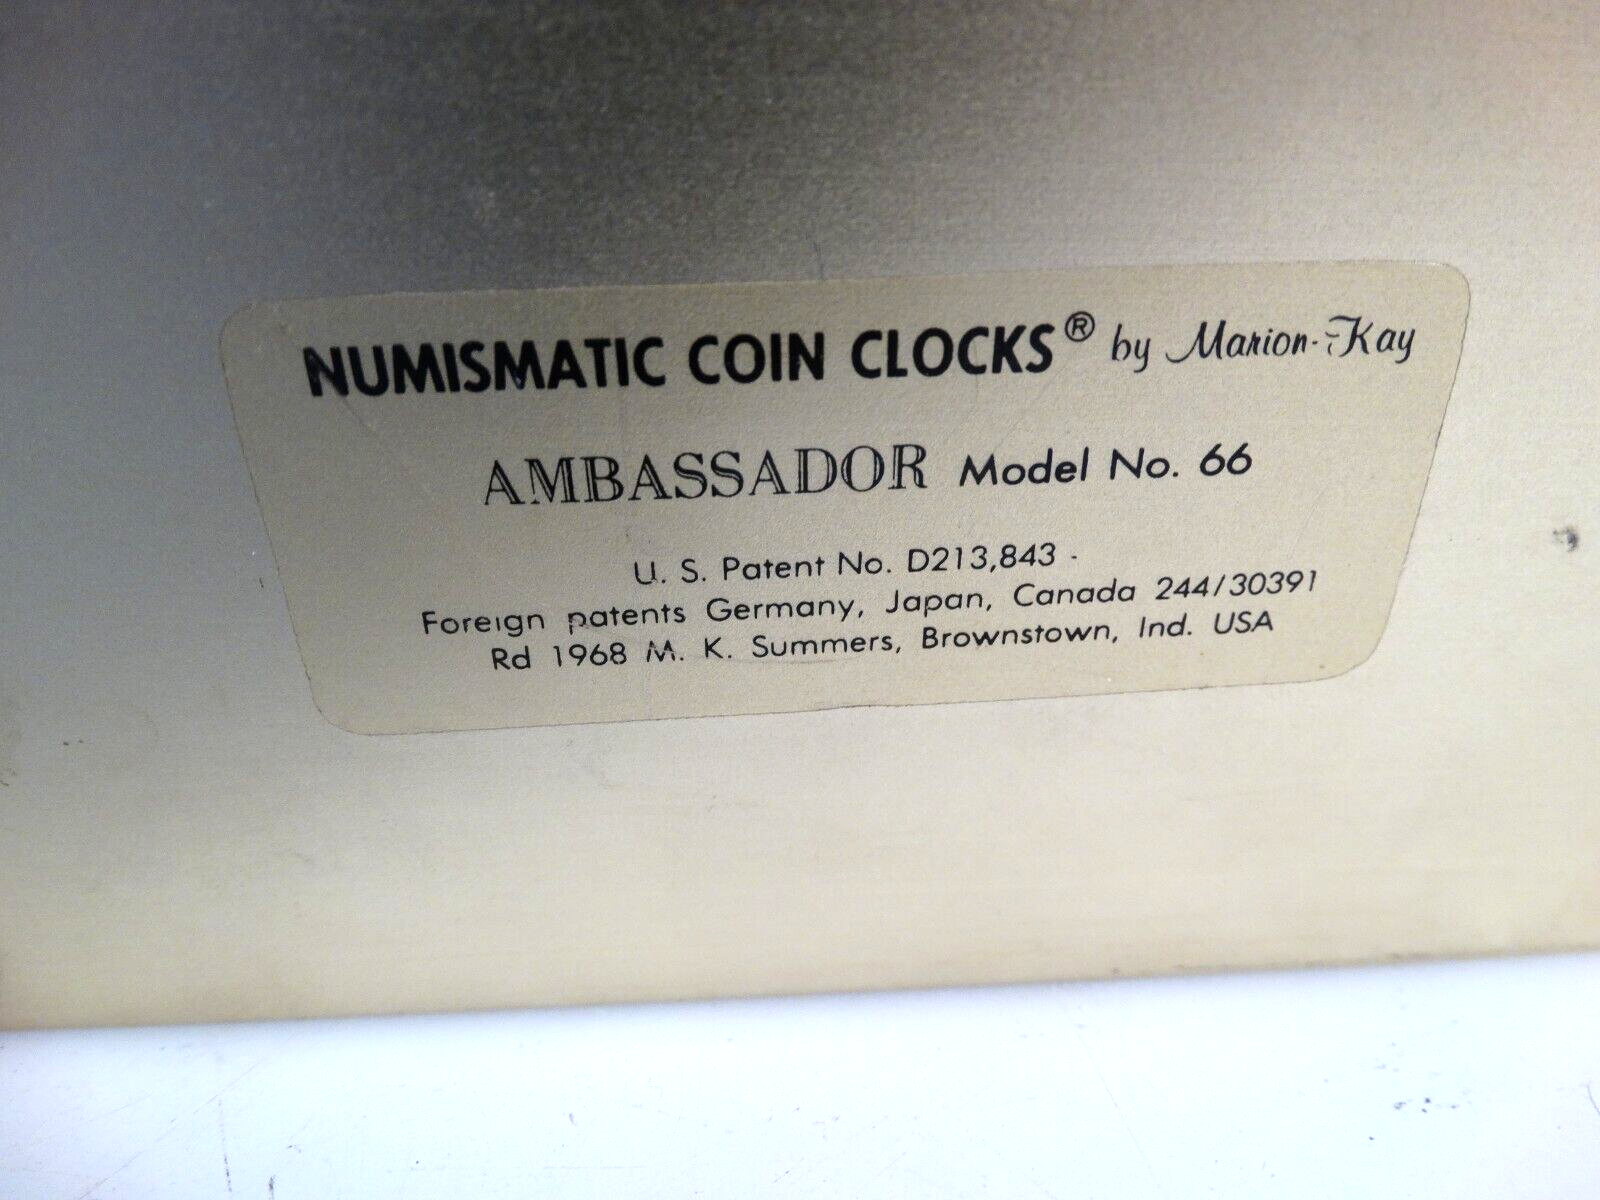 NUMISMATIC COIN CLOCKS® by Marion-Kay
AMBASSADOR Model No. 66
U. S. Patent No. D213,843 -
Foreign patents Germany, Japan, Canada 244/30391
Rd 1968 M. K. Summers, Brownstown, Ind. USA